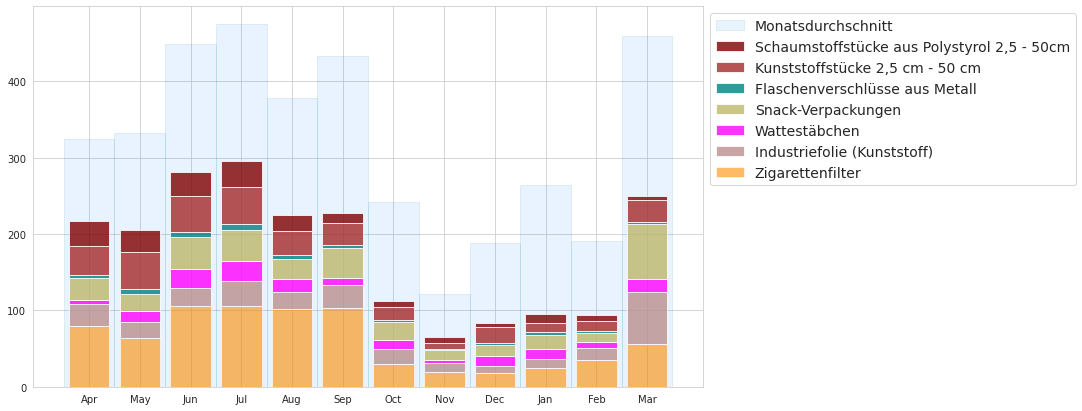 400
300
200
100
0
Apr May Jun Jul Aug Sep Oct Nov Dec Jan Feb Mar
Monatsdurchschnitt
Schaumstoffstücke aus Polystyrol 2,5 - 50cm
Kunststoffstücke 2,5 cm - 50 cm
Flaschenverschlüsse aus Metall
Snack-Verpackungen
Wattestäbchen
Industriefolie (Kunststoff)
Zigarettenfilter